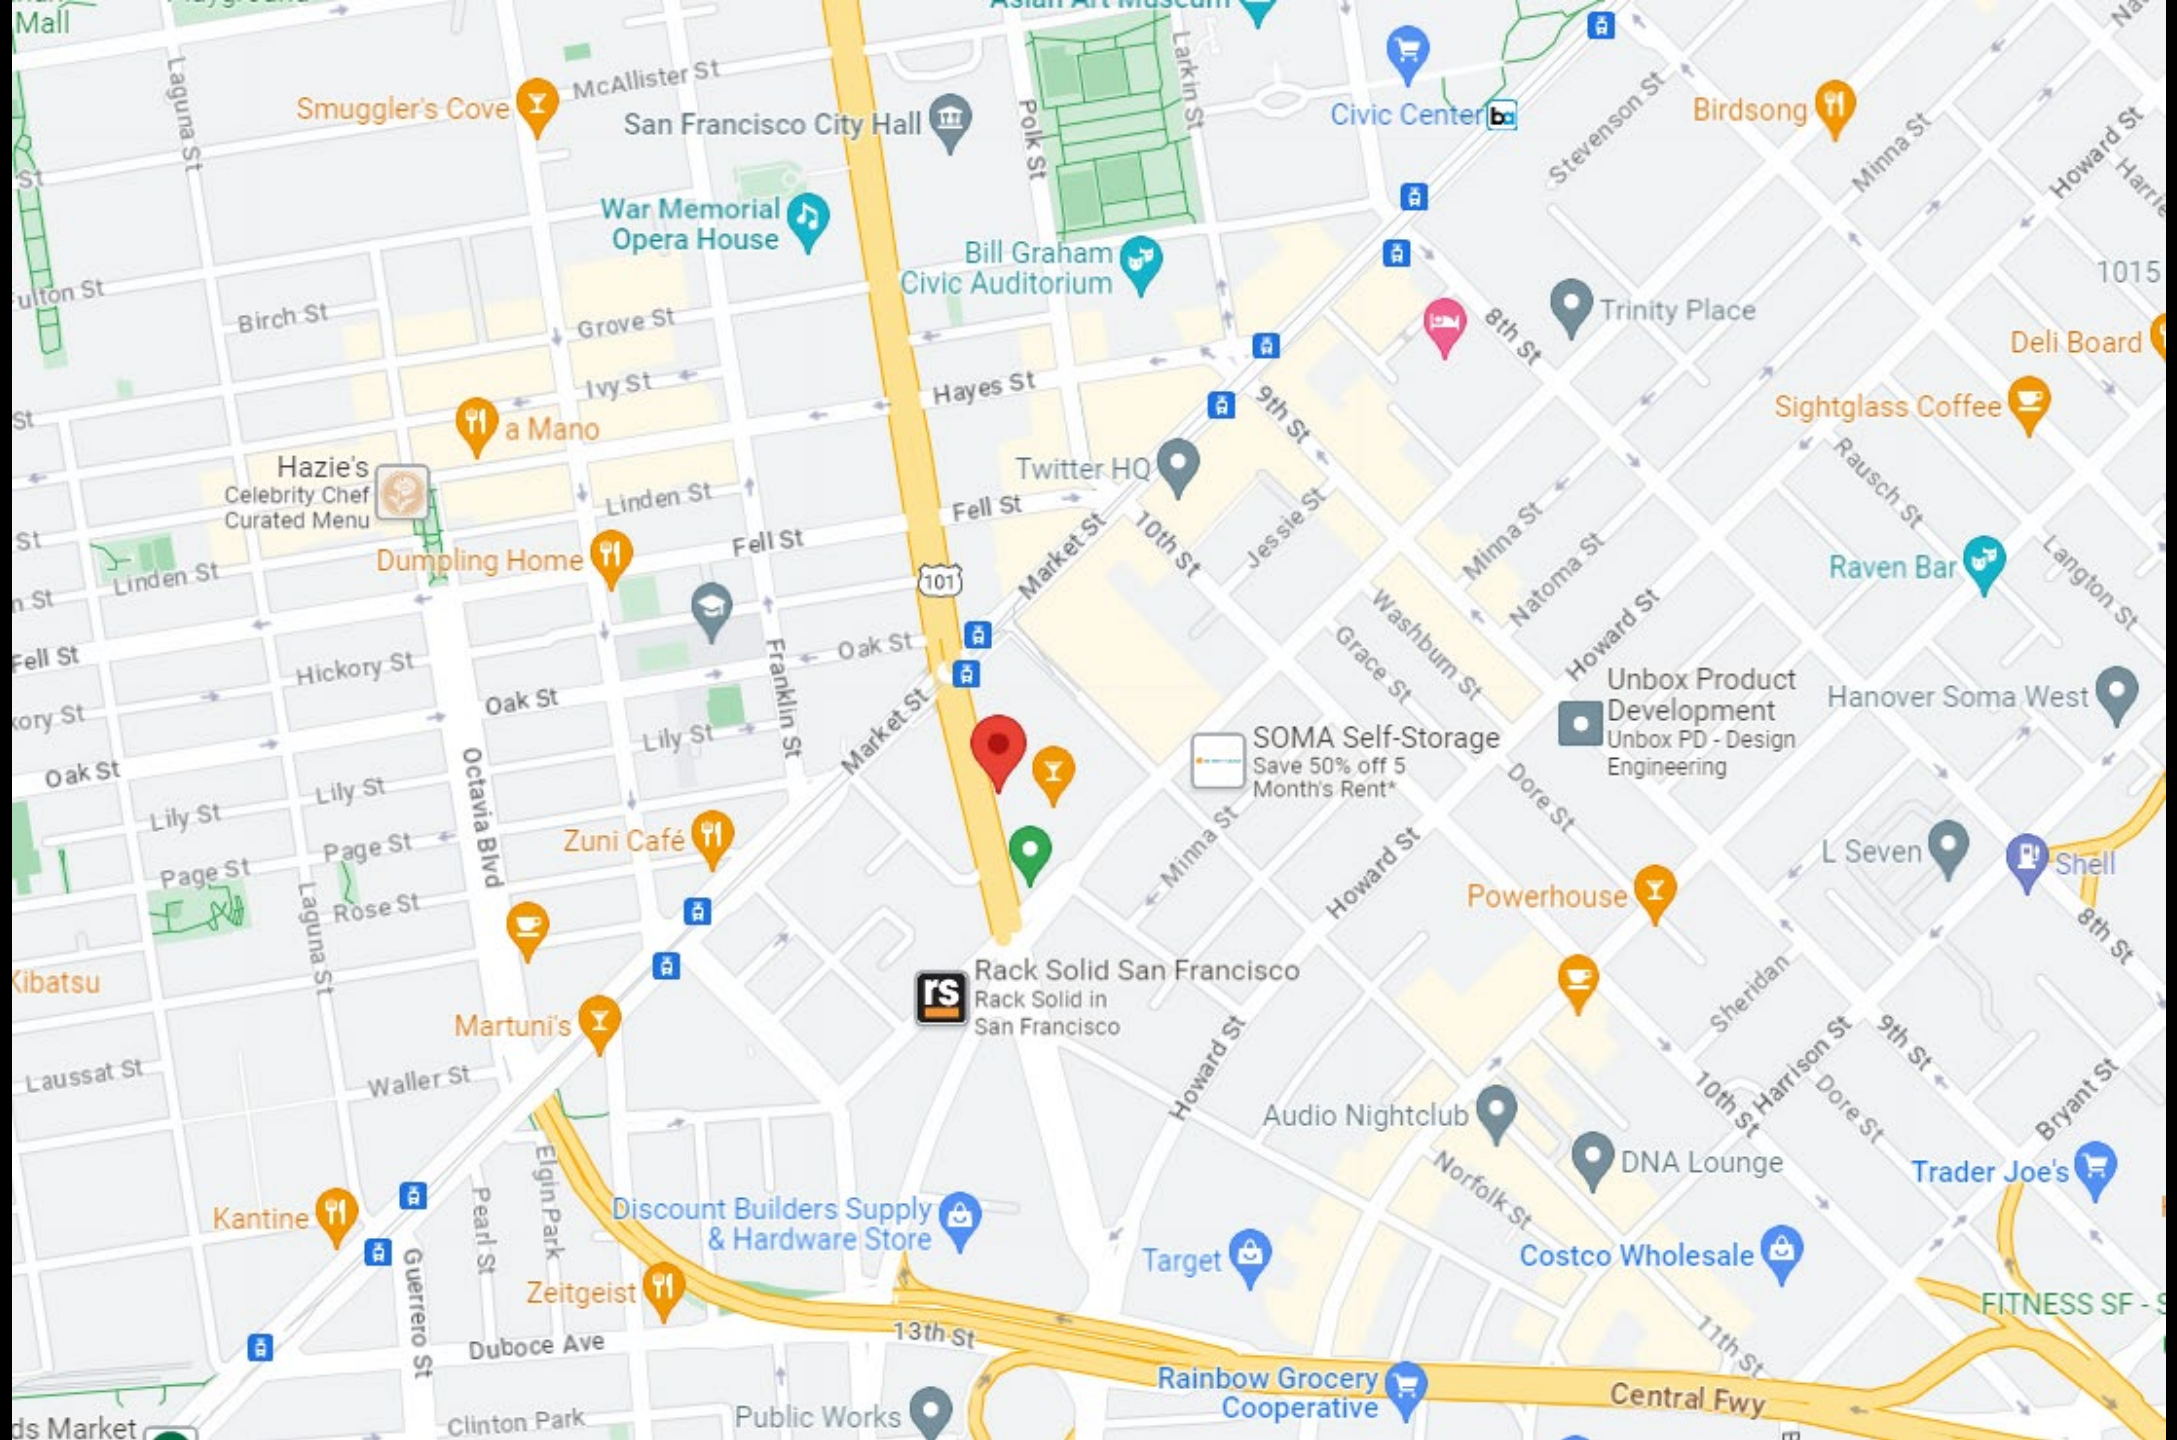 Mall
Asian Art Museum
Laguna St
McAllister St
Smuggler's Cove
San Francisco City Hall
Polk St
Larkin St
Civic Center
Stevenson St
Birdsong
Minna St
Howard St
St
War Memorial
Opera House
Bill Graham
Civic Auditorium
1015
Fulton St
Birch St
Grove St
8th St
Trinity Place
Deli Board
Ivy St
Hayes St
9th St
Sightglass Coffee
St
a Mano
Hazie's
Celebrity Chef
Curated Menu
Twitter HQ
Linden St
Fell St
Rausch St
Jessie St
Minna St
10th St
Market St
St
Dumpling Home
Fell St
Linden St
101
Natoma St
Raven Bar
Langton St
n St
Washburn St
Howard St
Grace St
Fell St
Hickory St
Oak St
Franklin St
Unbox Product
Development
Unbox PD - Design
Engineering
Hanover Soma West
kory St
Oak St
Lily St
Market St
SOMA Self-Storage
Save 50% off 5
Month's Rent*
Oak St
Octavia Blvd
Lily St
Lily St
Dore St
Minna St
Zuni Café
Page St
Page St
Howard St
L Seven
Shell
Rose St
Laguna St
Powerhouse
8th St
Kibatsu
Rack Solid San Francisco
Rack Solid in
San Francisco
rs
Sheridan
Martuni's
Howard St
9th St
Harrison St
Laussat St
Waller St
10th St
Dore St
Bryant St
Audio Nightclub
DNA Lounge
Trader Joe's
Elgin Park
Pearl St
Norfolk St
Kantine
Discount Builders Supply
& Hardware Store
Target
Costco Wholesale
Guerrero St
Zeitgeist
FITNESS SF - S
Duboce Ave
13th St
11th St
Rainbow Grocery
Cooperative
Central Fwy
Clinton Park
Public Works
ds Market